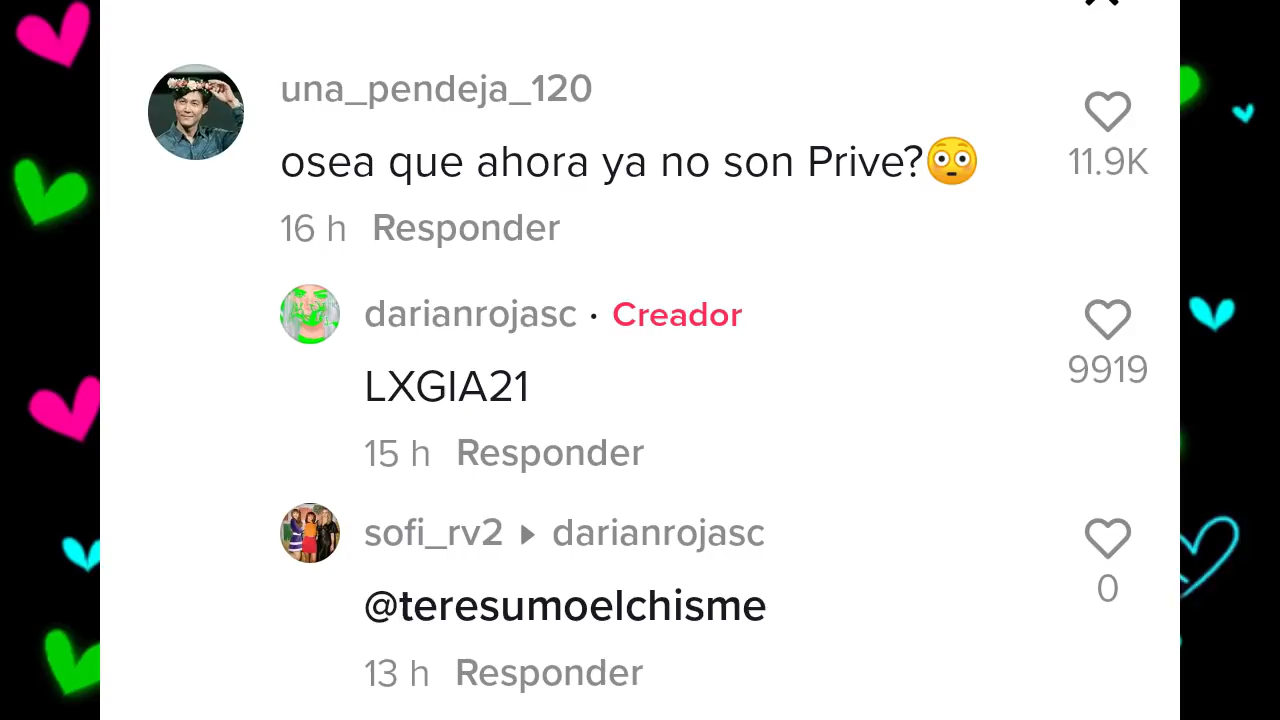 una_pendeja_120
osea que ahora ya no son Prive?😳
11.9K
16 h Responder
darianrojasc · Creador
LXGIA21
9919
15 h Responder
sofi_rv2 ▸ darianrojasc
@teresumoelchisme
0
13 h Responder